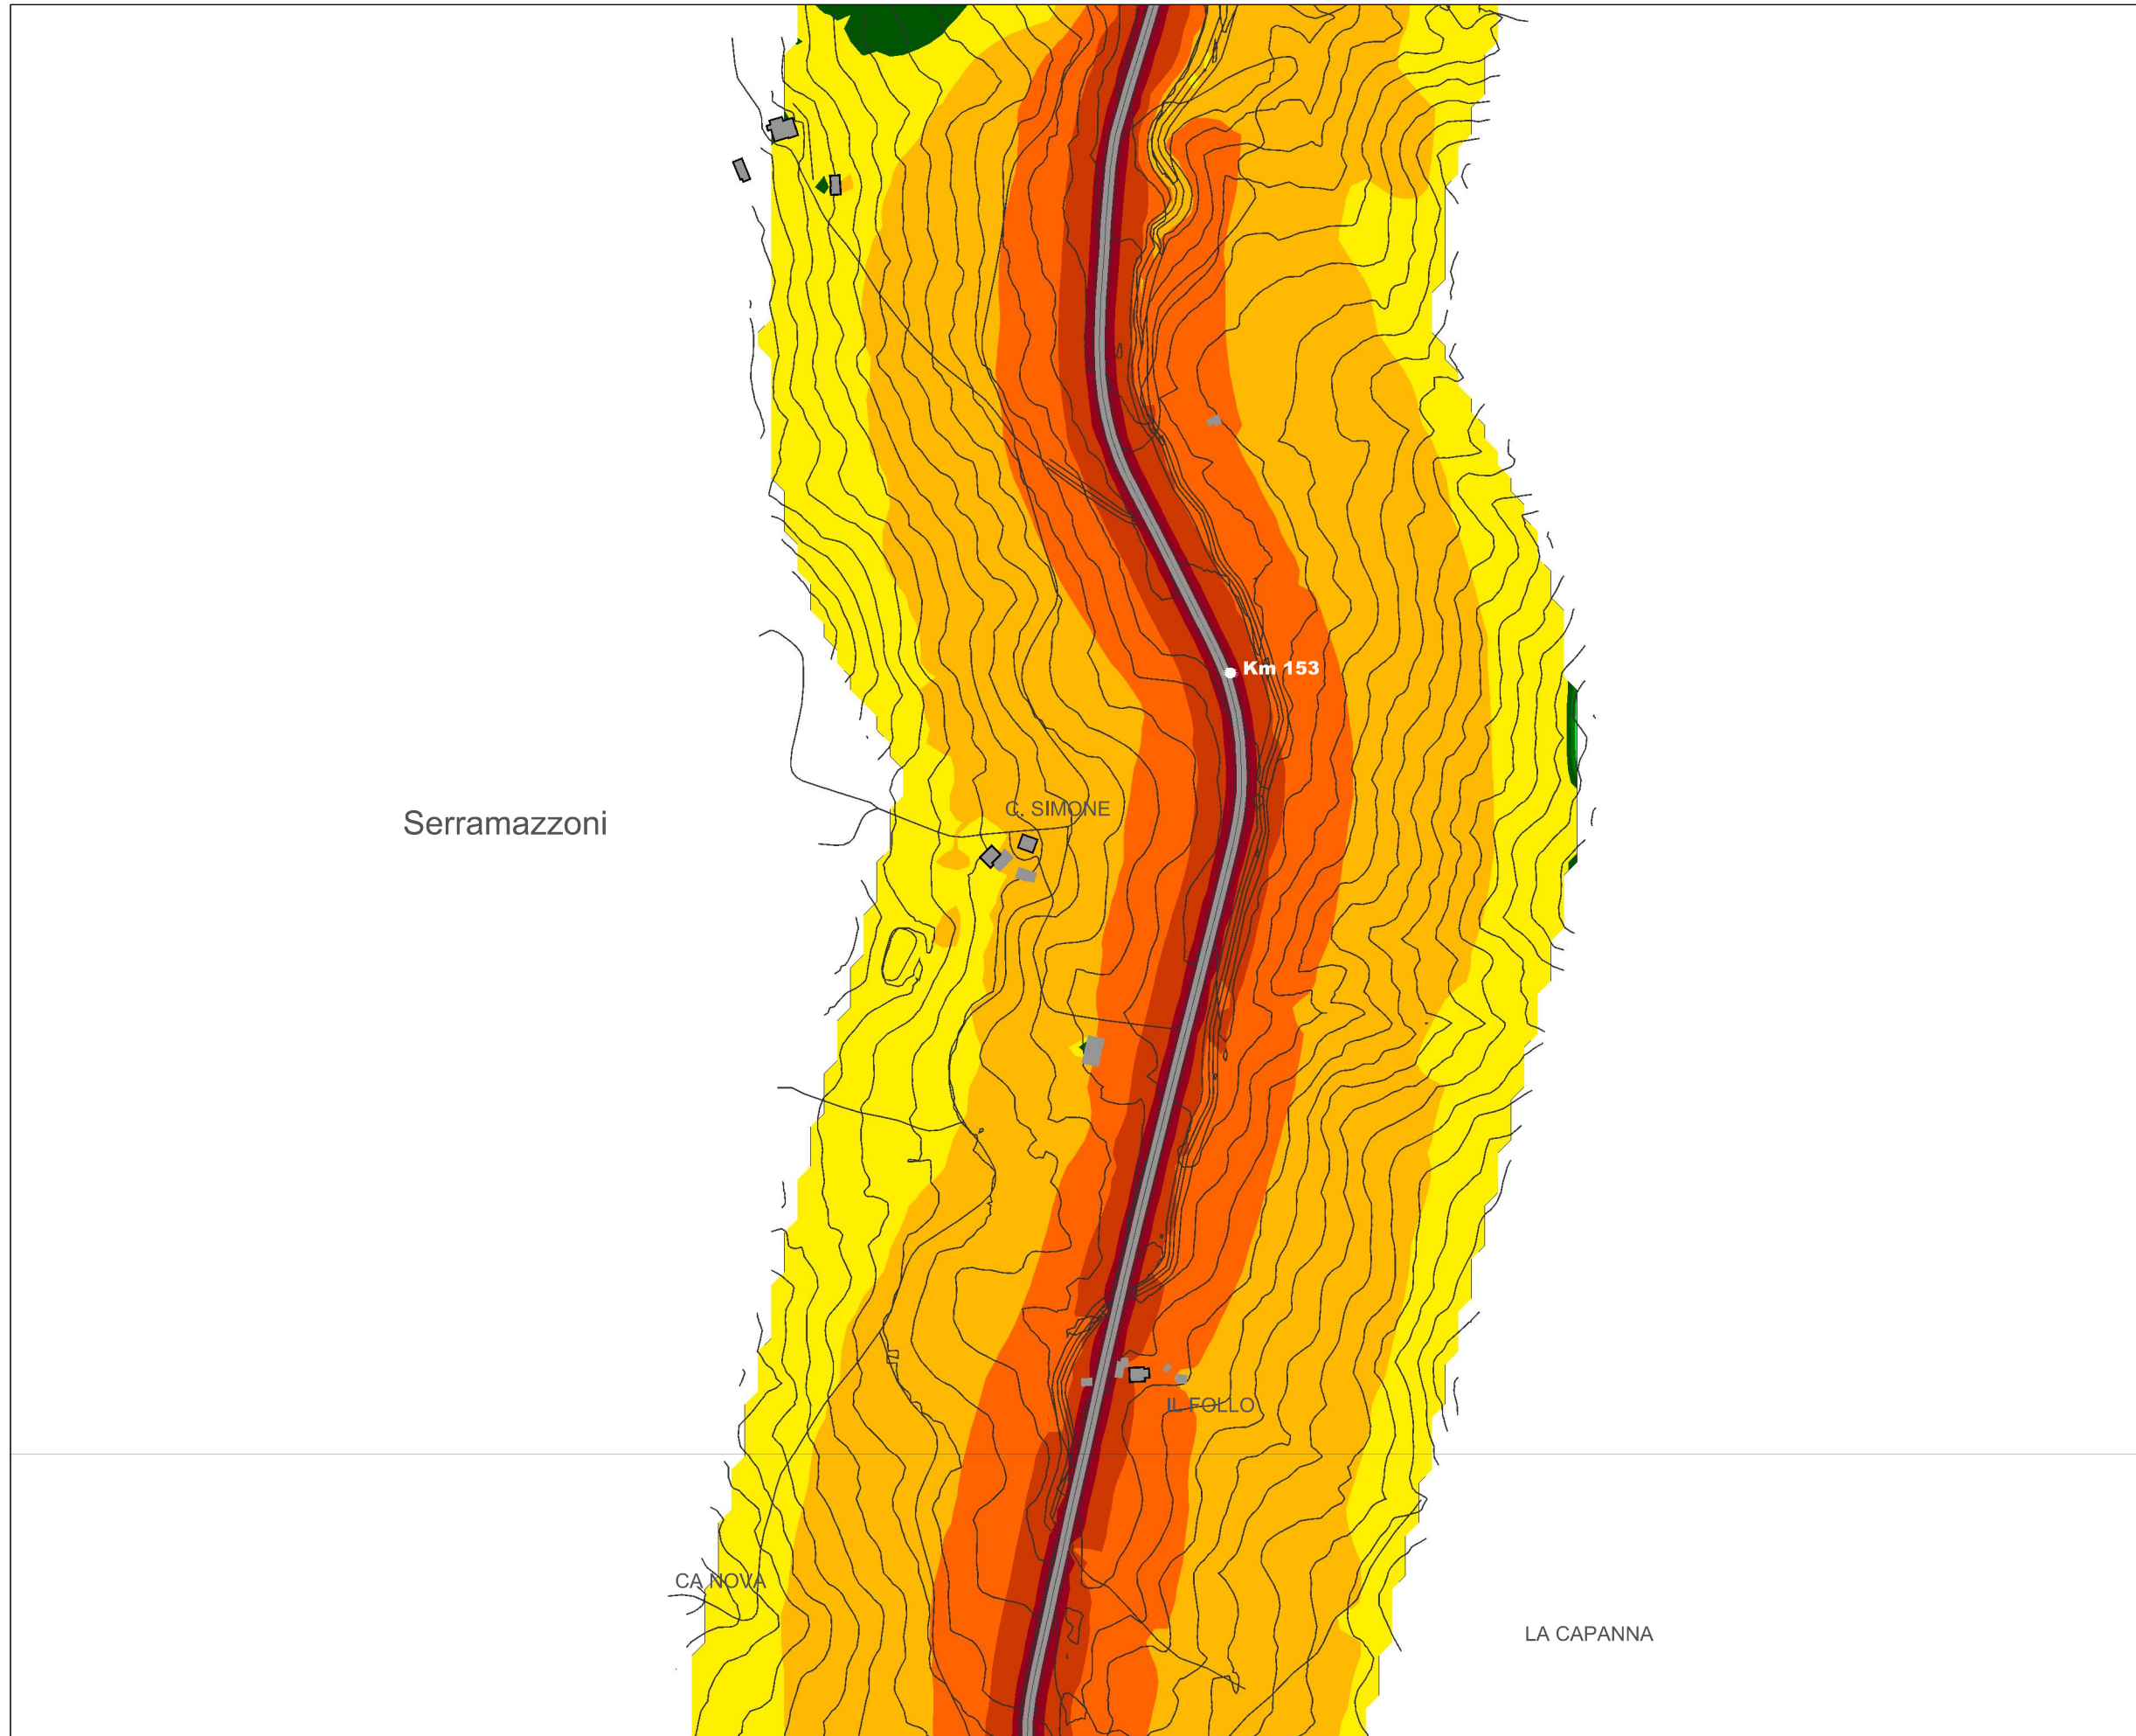 Km 153
C. SIMONE
Serramazzoni
IL FOLLO
CA NOVA
LA CAPANNA